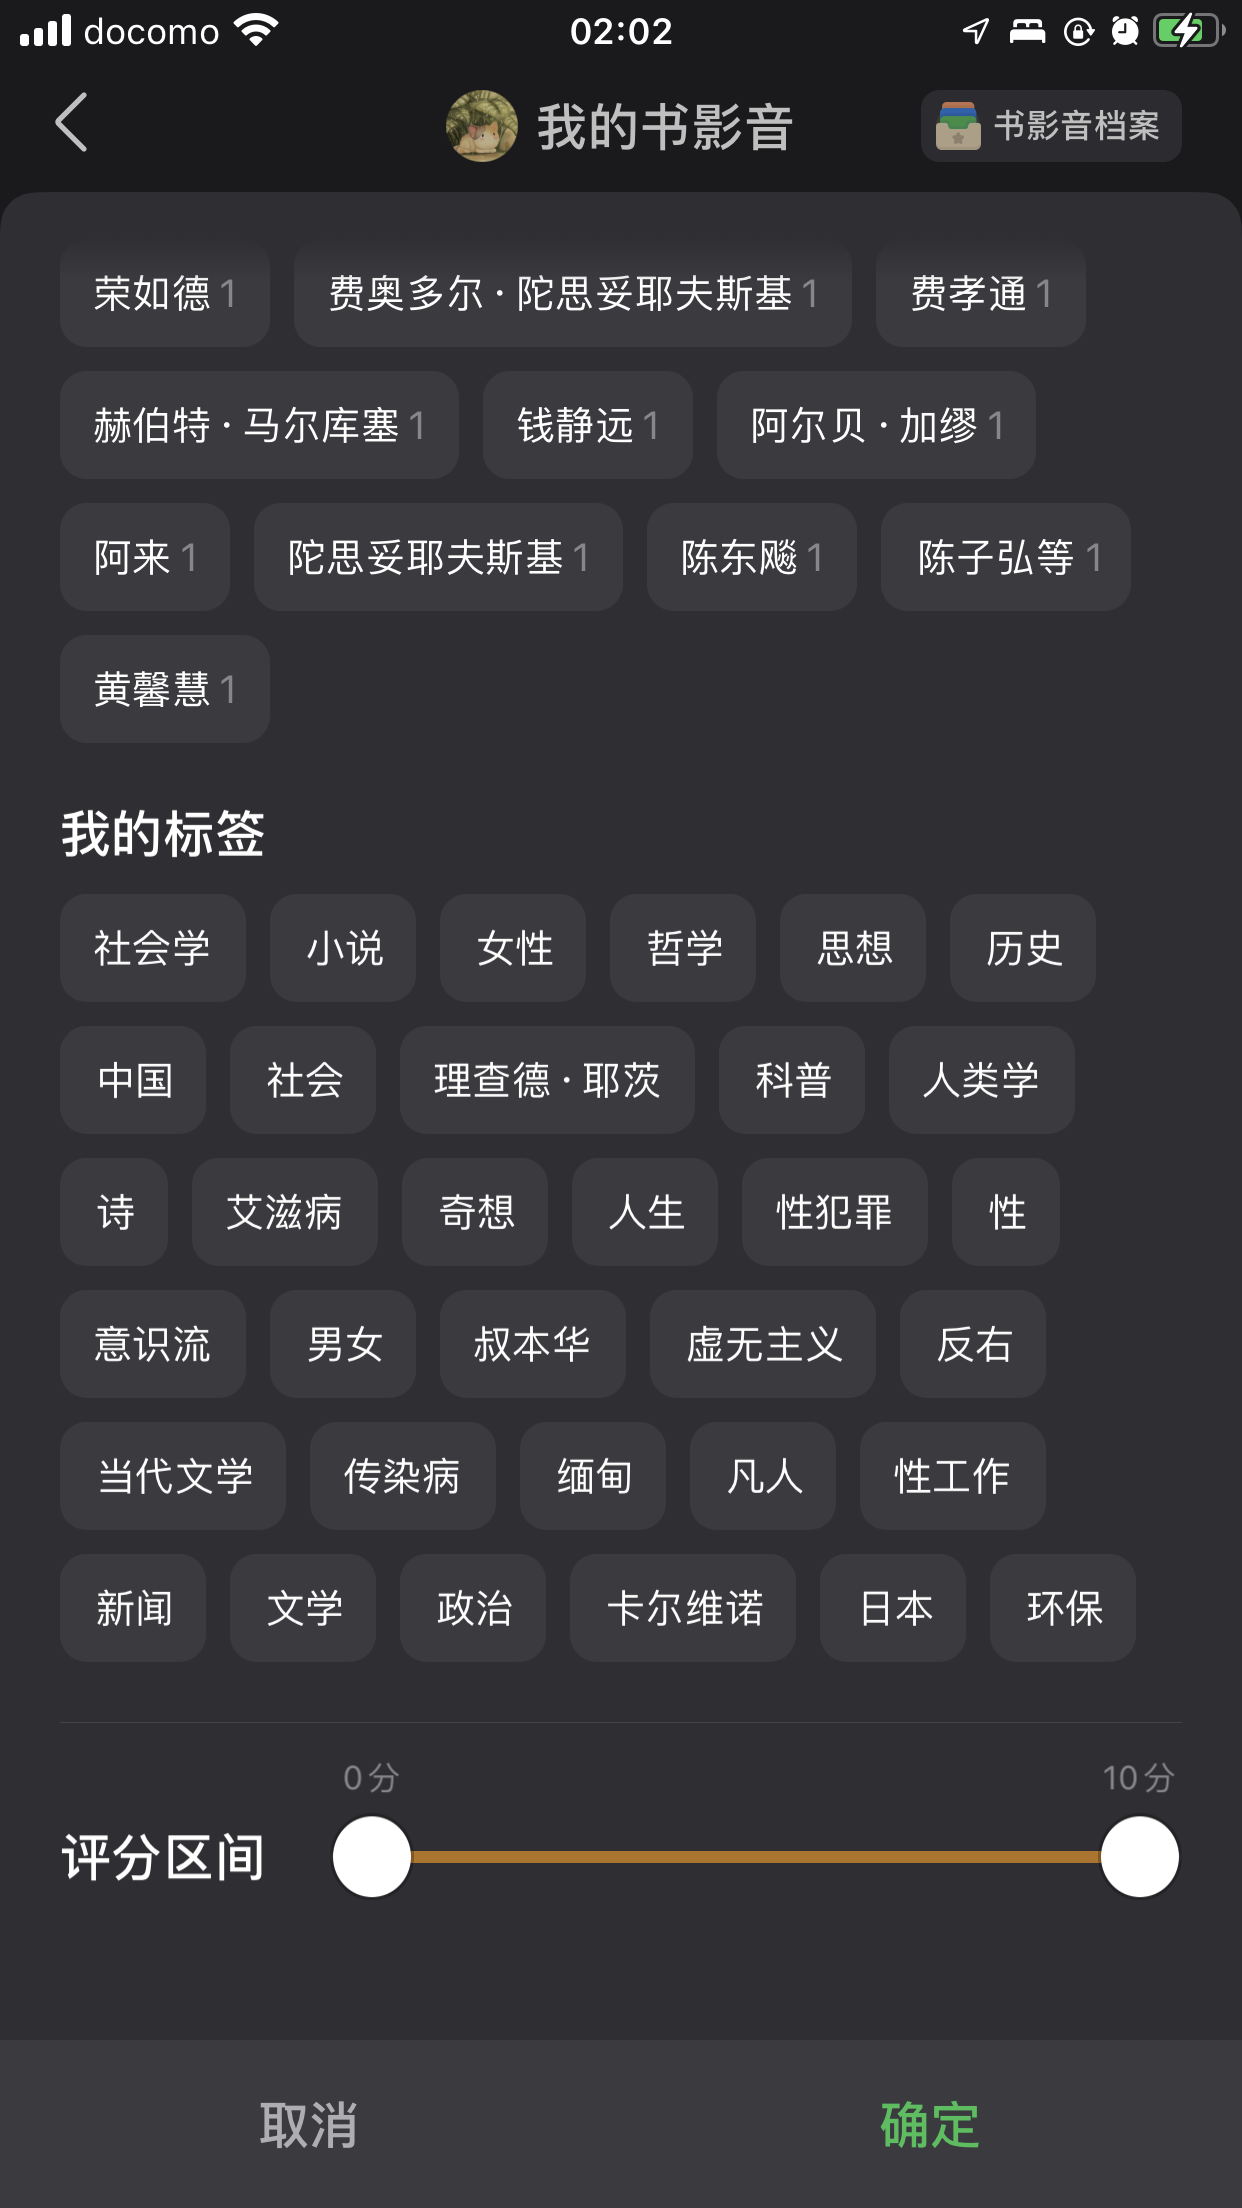 docomo 02:02
我的书影音 书影音档案
荣如德 1 费奥多尔·陀思妥耶夫斯基 1 费孝通 1
赫伯特·马尔库塞 1 钱静远 1 阿尔贝·加缪 1
阿来 1 陀思妥耶夫斯基 1 陈东飚 1 陈子弘等 1
黄馨慧 1
我的标签
社会学 小说 女性 哲学 思想 历史
中国 社会 理查德·耶茨 科普 人类学
诗 艾滋病 奇想 人生 性犯罪 性
意识流 男女 叔本华 虚无主义 反右
当代文学 传染病 缅甸 凡人 性工作
新闻 文学 政治 卡尔维诺 日本 环保
0分 10分
评分区间
取消 确定